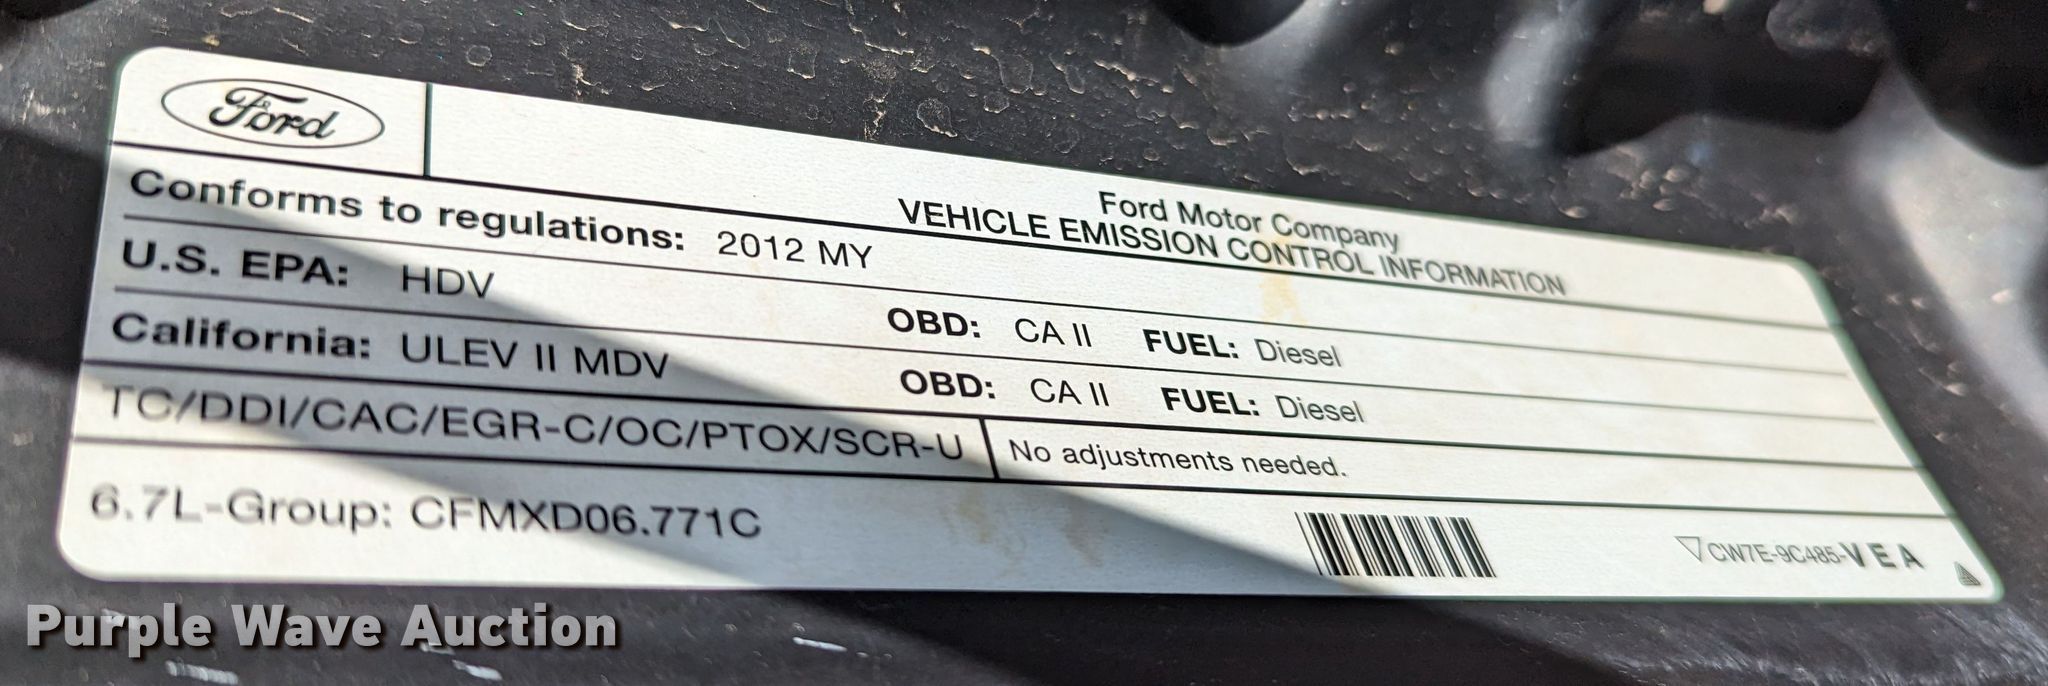 Ford
Ford Motor Company
VEHICLE EMISSION CONTROL INFORMATION
Conforms to regulations: 2012 MY
U.S. EPA: HDV OBD: CA II FUEL: Diesel
California: ULEV II MDV OBD: CA II FUEL: Diesel
TC/DDI/CAC/EGR-C/OC/PTOX/SCR-U No adjustments needed.
6.7L-Group: CFMXD06.771C
CW7E-9C485-VEA
Purple Wave Auction